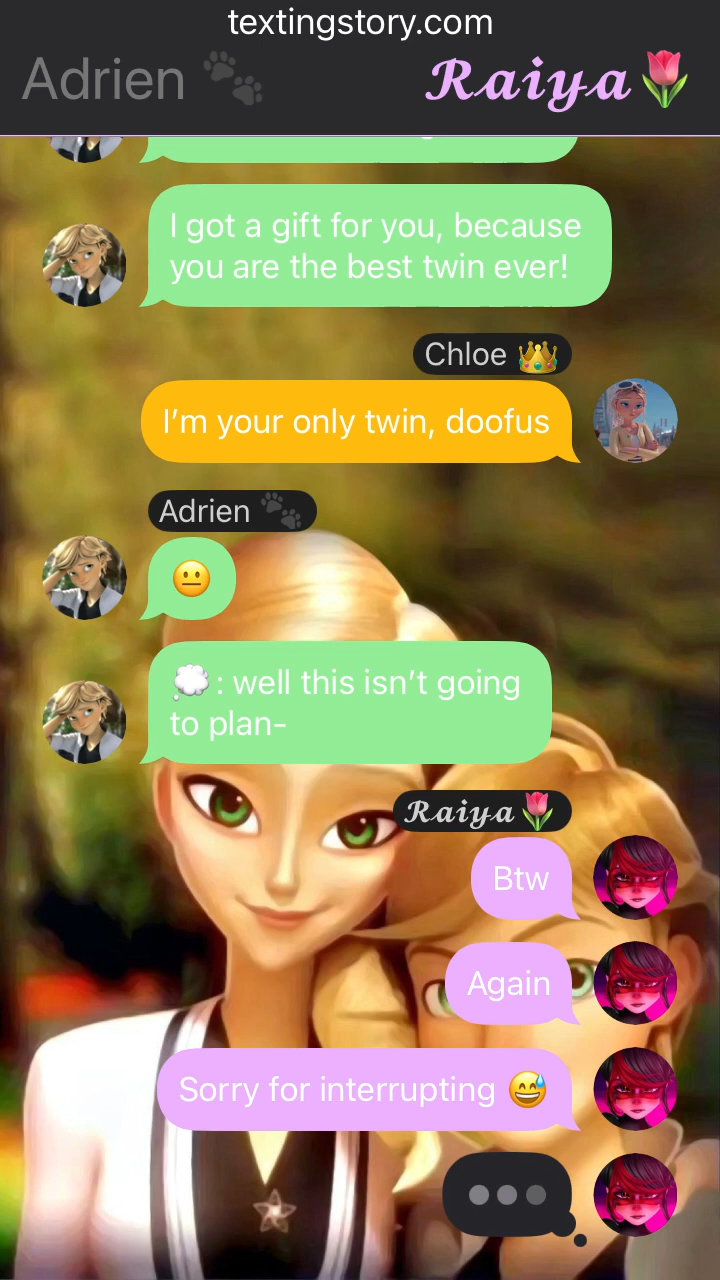 textingstory.com
Adrien 🐾 Raiya🌷
I got a gift for you, because
you are the best twin ever!
Chloe 👑
I’m your only twin, doofus
Adrien 🐾
😐
💭: well this isn’t going
to plan-
Raiya🌷
Btw
Again
Sorry for interrupting 😅